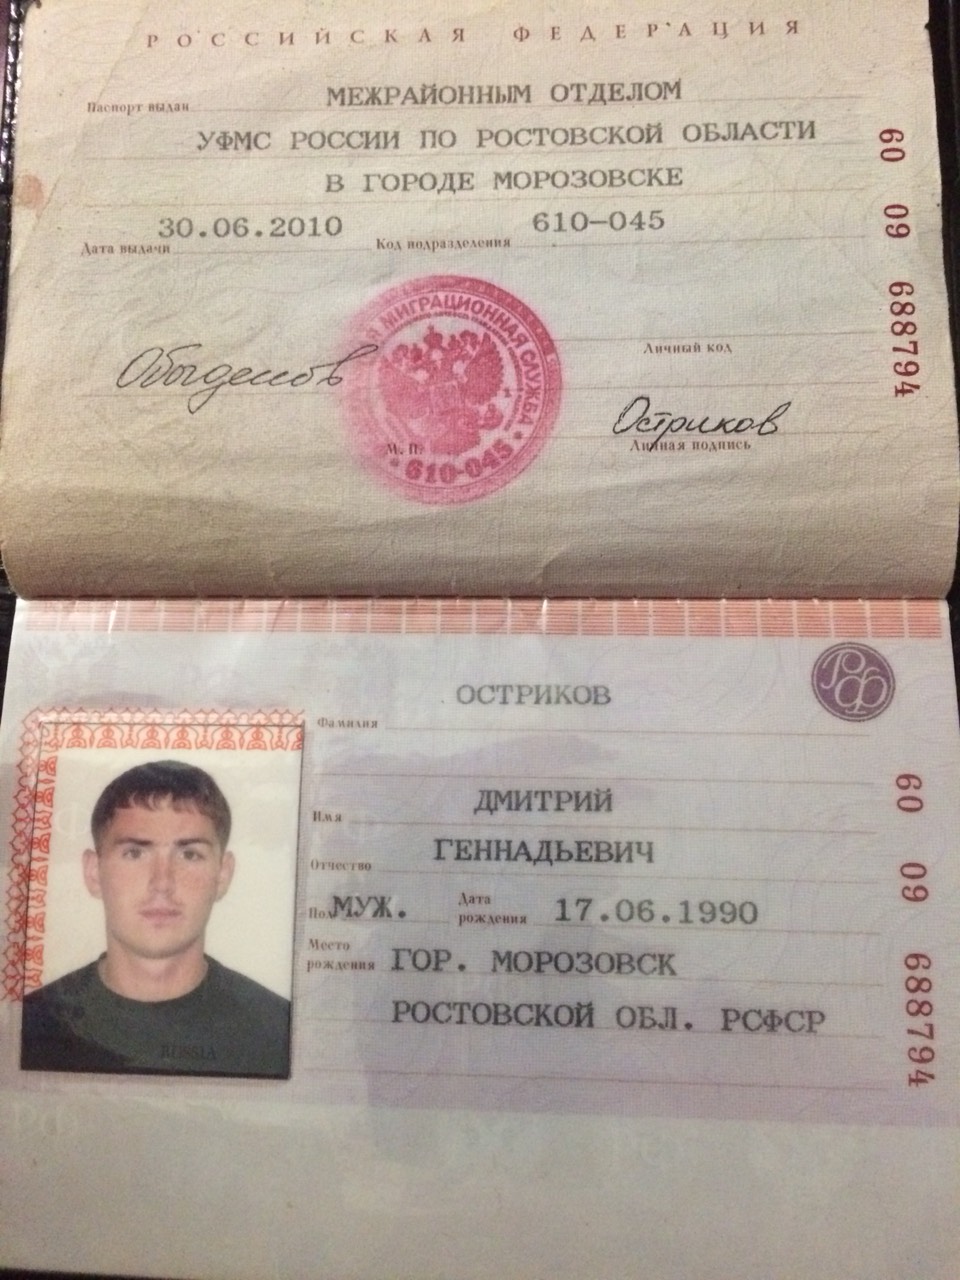 РОССИЙСКАЯ ФЕДЕРАЦИЯ
Паспорт выдан МЕЖРАЙОННЫМ ОТДЕЛОМ
УФМС РОССИИ ПО РОСТОВСКОЙ ОБЛАСТИ
В ГОРОДЕ МОРОЗОВСКЕ
Дата выдачи 30.06.2010 Код подразделения 610-045
60 09 688794
МИГРАЦИОННАЯ СЛУЖБА
610-045
Личный код
Остриков
М.П. Личная подпись
РФ
Фамилия ОСТРИКОВ
Имя ДМИТРИЙ
Отчество ГЕННАДЬЕВИЧ
Пол МУЖ. Дата рождения 17.06.1990
Место рождения ГОР. МОРОЗОВСК
РОСТОВСКОЙ ОБЛ. РСФСР
60 09 688794
RUSSIA